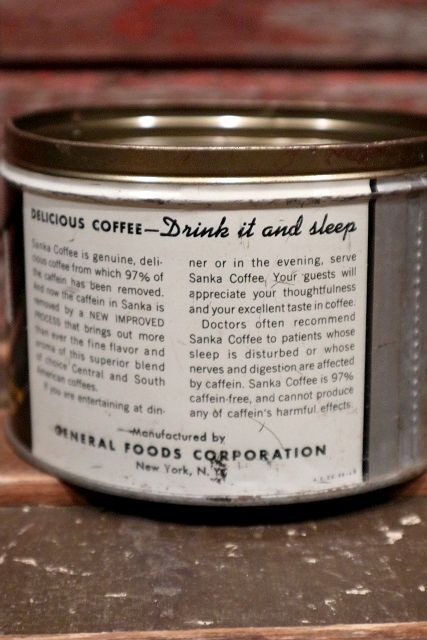 DELICIOUS COFFEE—Drink it and sleep
Sanka Coffee is genuine, deli-
cious coffee from which 97% of
the caffein has been removed.
And now the caffein in Sanka is
removed by a NEW IMPROVED
PROCESS that brings out more
than ever the fine flavor and
aroma of this superior blend
of choice Central and South
American coffees.
If you are entertaining at din-
ner or in the evening, serve
Sanka Coffee. Your guests will
appreciate your thoughtfulness
and your excellent taste in coffee.
Doctors often recommend
Sanka Coffee to patients whose
sleep is disturbed or whose
nerves and digestion are affected
by caffein. Sanka Coffee is 97%
caffein-free, and cannot produce
any of caffein's harmful effects.
—Manufactured by
GENERAL FOODS CORPORATION
New York, N. Y.